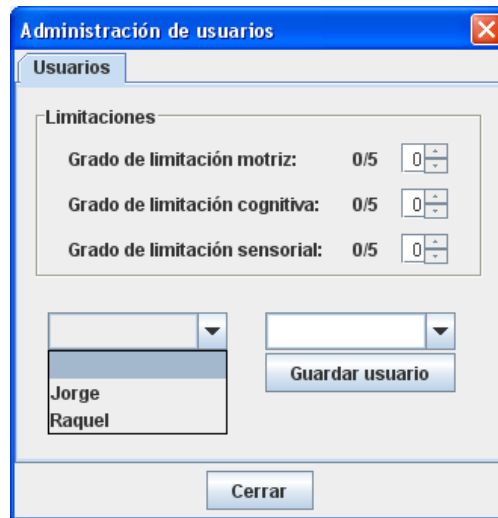 Administración de usuarios
Usuarios
Limitaciones
Grado de limitación motriz: 0/5 0
Grado de limitación cognitiva: 0/5 0
Grado de limitación sensorial: 0/5 0
Jorge
Raquel
Guardar usuario
Cerrar